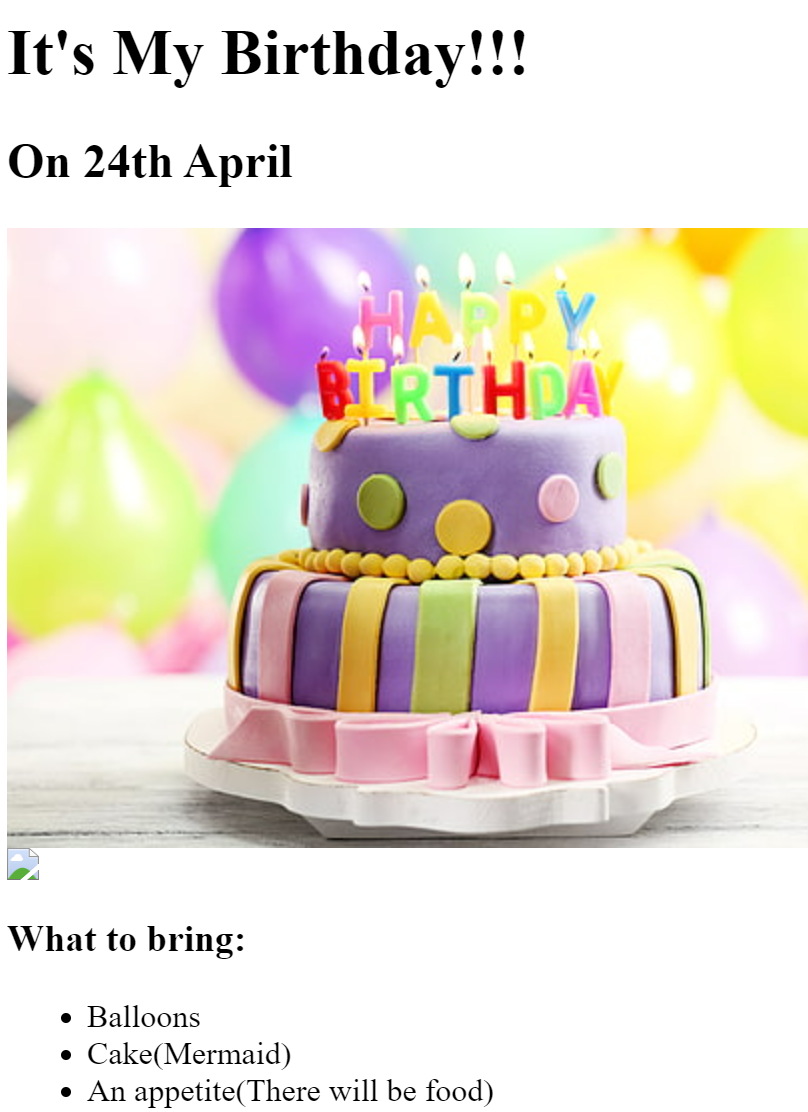 It's My Birthday!!!
On 24th April
HAPPY
BIRTHDAY
What to bring:
Balloons
Cake(Mermaid)
An appetite(There will be food)